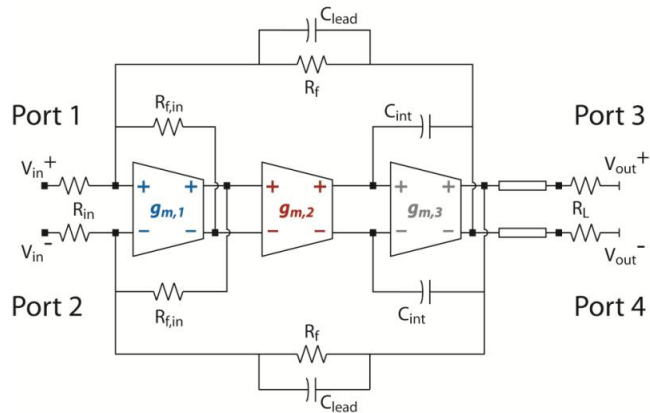 C_lead
R_f
Port 1
R_f,in
C_int
Port 3
V_in^+
+ +
+ +
+ +
V_out^+
R_in
g_m,1
g_m,2
g_m,3
R_L
V_in^-
− −
− −
− −
V_out^-
Port 2
R_f,in
C_int
Port 4
R_f
C_lead